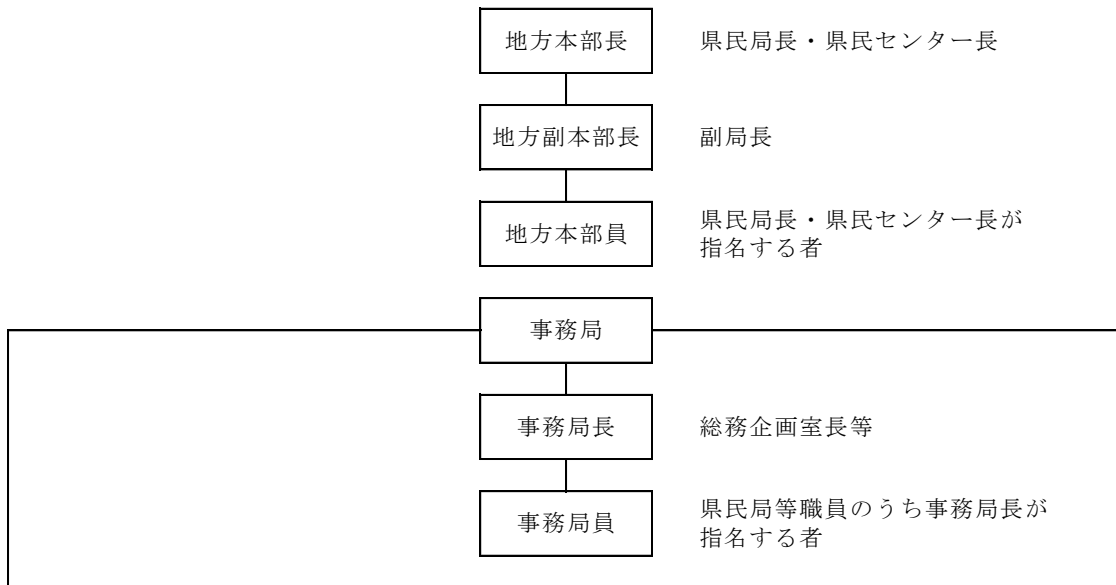 地方本部長
県民局長・県民センター長
地方副本部長
副局長
地方本部員
県民局長・県民センター長が
指名する者
事務局
事務局長
総務企画室長等
事務局員
県民局等職員のうち事務局長が
指名する者